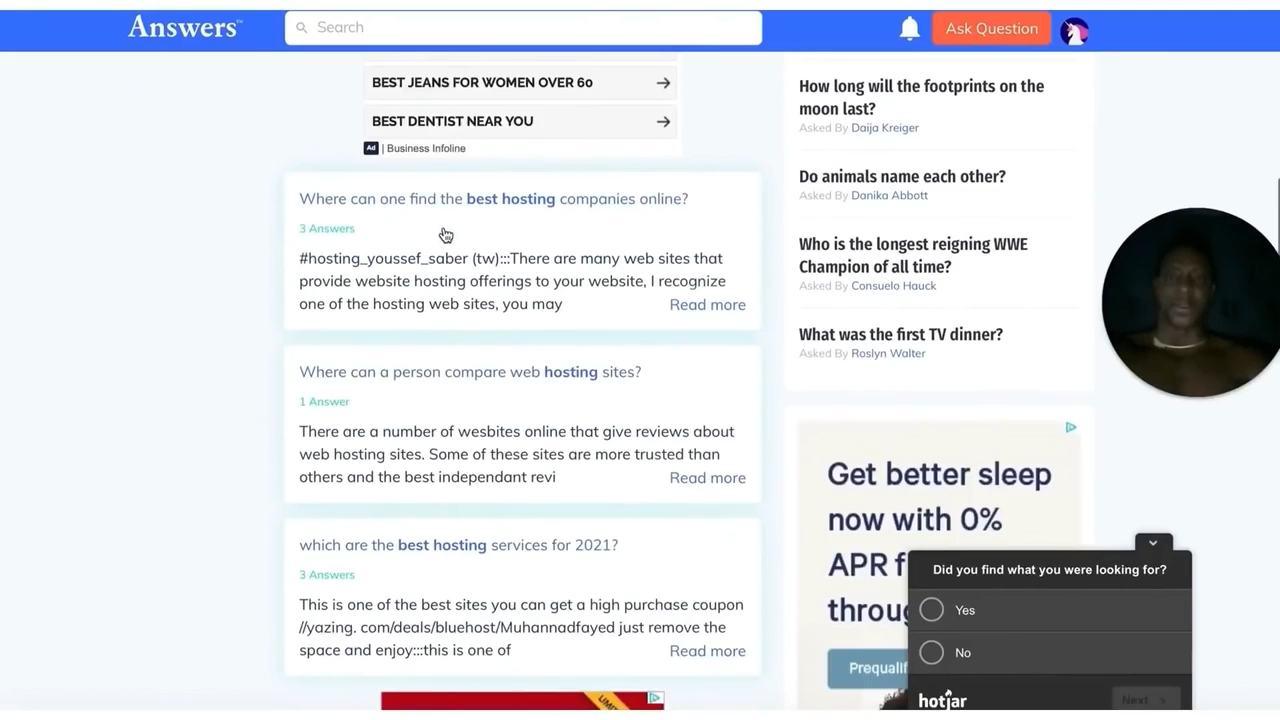 Answers™
Search
Ask Question
BEST JEANS FOR WOMEN OVER 60
BEST DENTIST NEAR YOU
Ad | Business Infoline
Where can one find the best hosting companies online?
3 Answers
#hosting_youssef_saber (tw):::There are many web sites that
provide website hosting offerings to your website, I recognize
one of the hosting web sites, you may
Read more
Where can a person compare web hosting sites?
1 Answer
There are a number of wesbites online that give reviews about
web hosting sites. Some of these sites are more trusted than
others and the best independant revi
Read more
which are the best hosting services for 2021?
3 Answers
This is one of the best sites you can get a high purchase coupon
//yazing. com/deals/bluehost/Muhannadfayed just remove the
space and enjoy:::this is one of
Read more
How long will the footprints on the
moon last?
Asked By Daija Kreiger
Do animals name each other?
Asked By Danika Abbott
Who is the longest reigning WWE
Champion of all time?
Asked By Consuelo Hauck
What was the first TV dinner?
Asked By Roslyn Walter
Get better sleep
now with 0%
APR f
throug
Prequalif
Did you find what you were looking for?
Yes
No
hotjar
Next